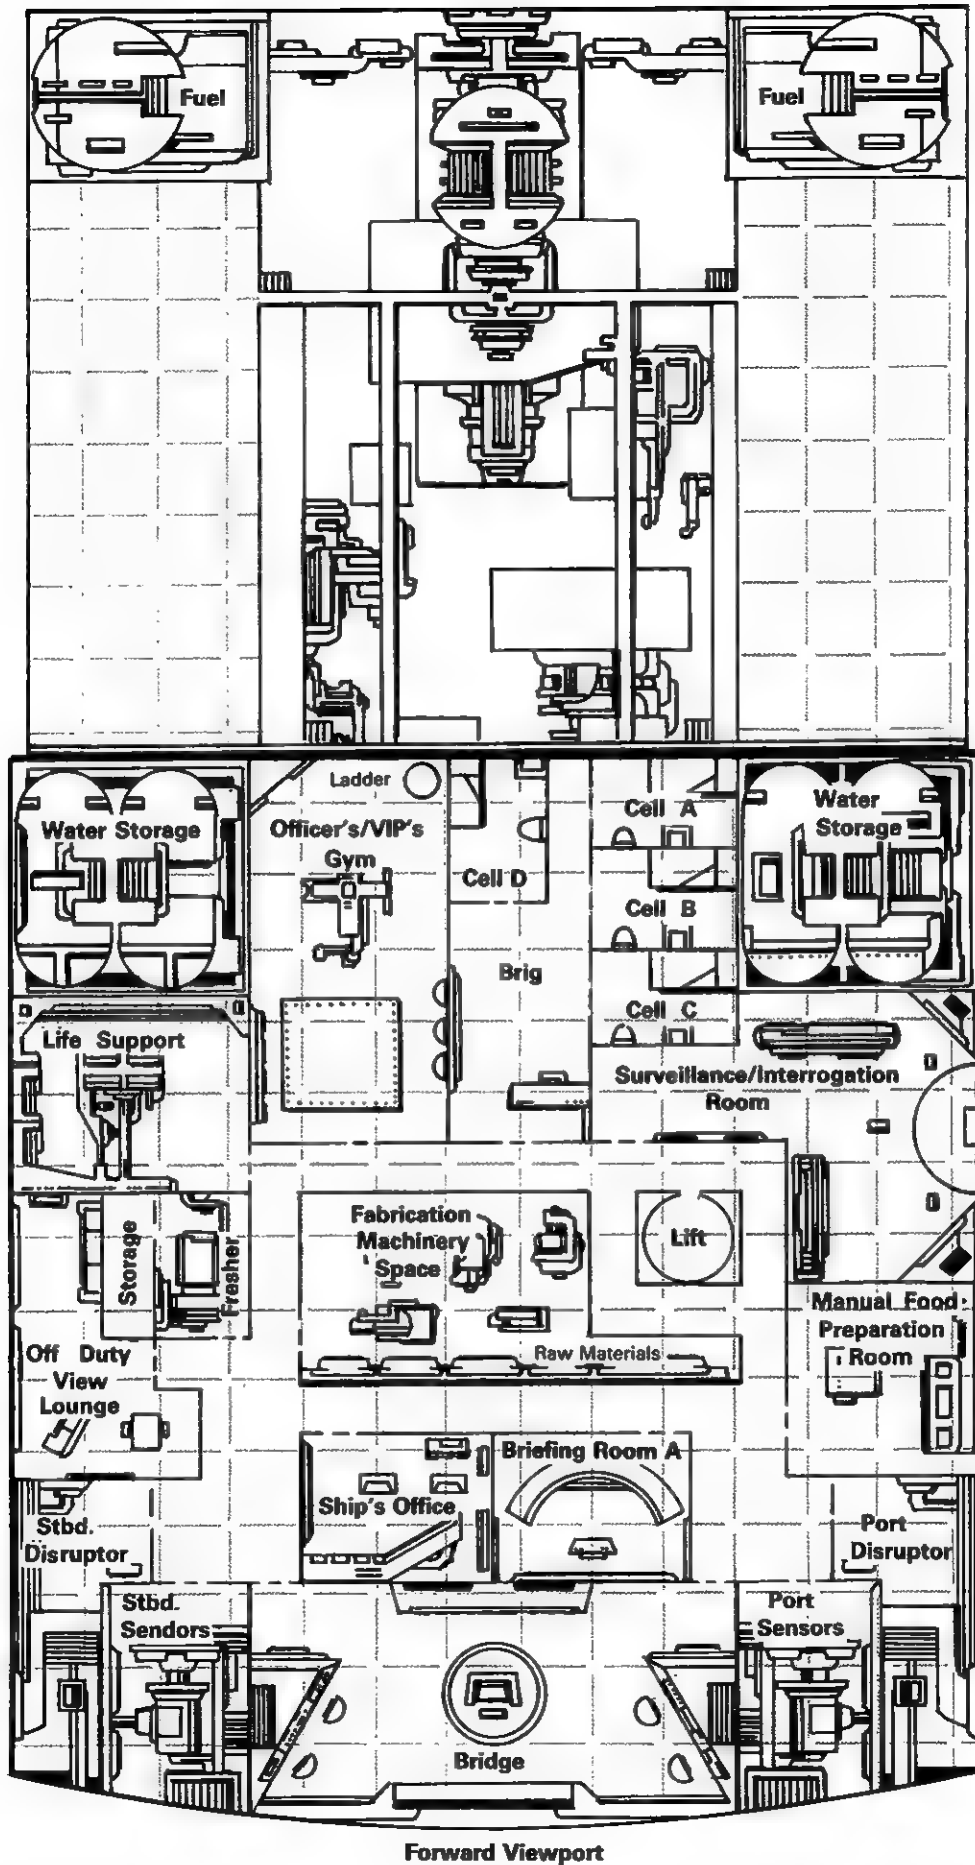 Fuel
Fuel
Ladder
Officer's/VIP's
Gym
Water Storage
Cell D
Cell A
Cell B
Cell C
Water
Storage
Brig
Life Support
Surveillance/Interrogation
Room
Storage
Fresher
Fabrication
Machinery
Space
Lift
Raw Materials
Manual Food
Preparation
Room
Off Duty
View
Lounge
Ship's Office
Briefing Room A
Stbd.
Disruptor
Port
Disruptor
Stbd.
Sendors
Port
Sensors
Bridge
Forward Viewport